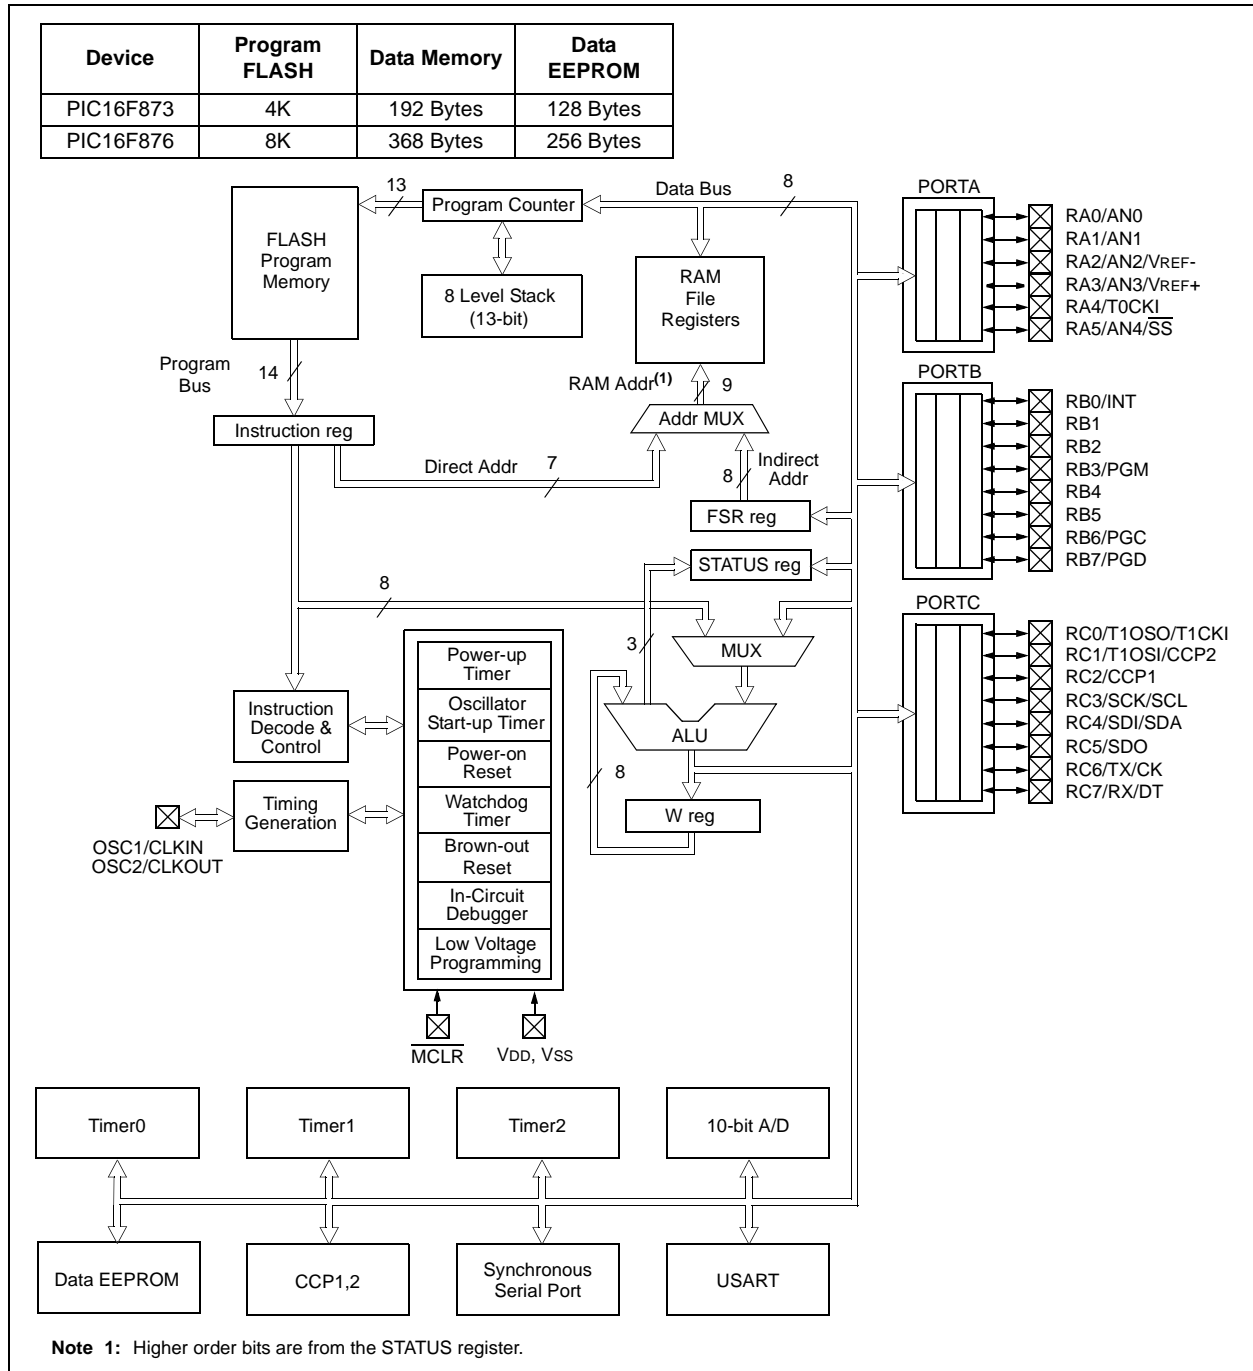 Device
Program FLASH
Data Memory
Data EEPROM
PIC16F873
4K
192 Bytes
128 Bytes
PIC16F876
8K
368 Bytes
256 Bytes
13
Program Counter
Data Bus
8
PORTA
FLASH
Program
Memory
8 Level Stack
(13-bit)
RAM
File
Registers
RA0/AN0
RA1/AN1
RA2/AN2/VREF-
RA3/AN3/VREF+
RA4/T0CKI
RA5/AN4/SS
Program
Bus
14
RAM Addr(1)
9
PORTB
Instruction reg
Addr MUX
Direct Addr
7
8
Indirect
Addr
FSR reg
RB0/INT
RB1
RB2
RB3/PGM
RB4
RB5
RB6/PGC
RB7/PGD
STATUS reg
8
PORTC
3
MUX
RC0/T1OSO/T1CKI
RC1/T1OSI/CCP2
RC2/CCP1
RC3/SCK/SCL
RC4/SDI/SDA
RC5/SDO
RC6/TX/CK
RC7/RX/DT
Power-up
Timer
Oscillator
Start-up Timer
Power-on
Reset
Watchdog
Timer
Brown-out
Reset
In-Circuit
Debugger
Low Voltage
Programming
Instruction
Decode &
Control
ALU
8
W reg
Timing
Generation
OSC1/CLKIN
OSC2/CLKOUT
MCLR
VDD, VSS
Timer0
Timer1
Timer2
10-bit A/D
Data EEPROM
CCP1,2
Synchronous
Serial Port
USART
Note 1: Higher order bits are from the STATUS register.